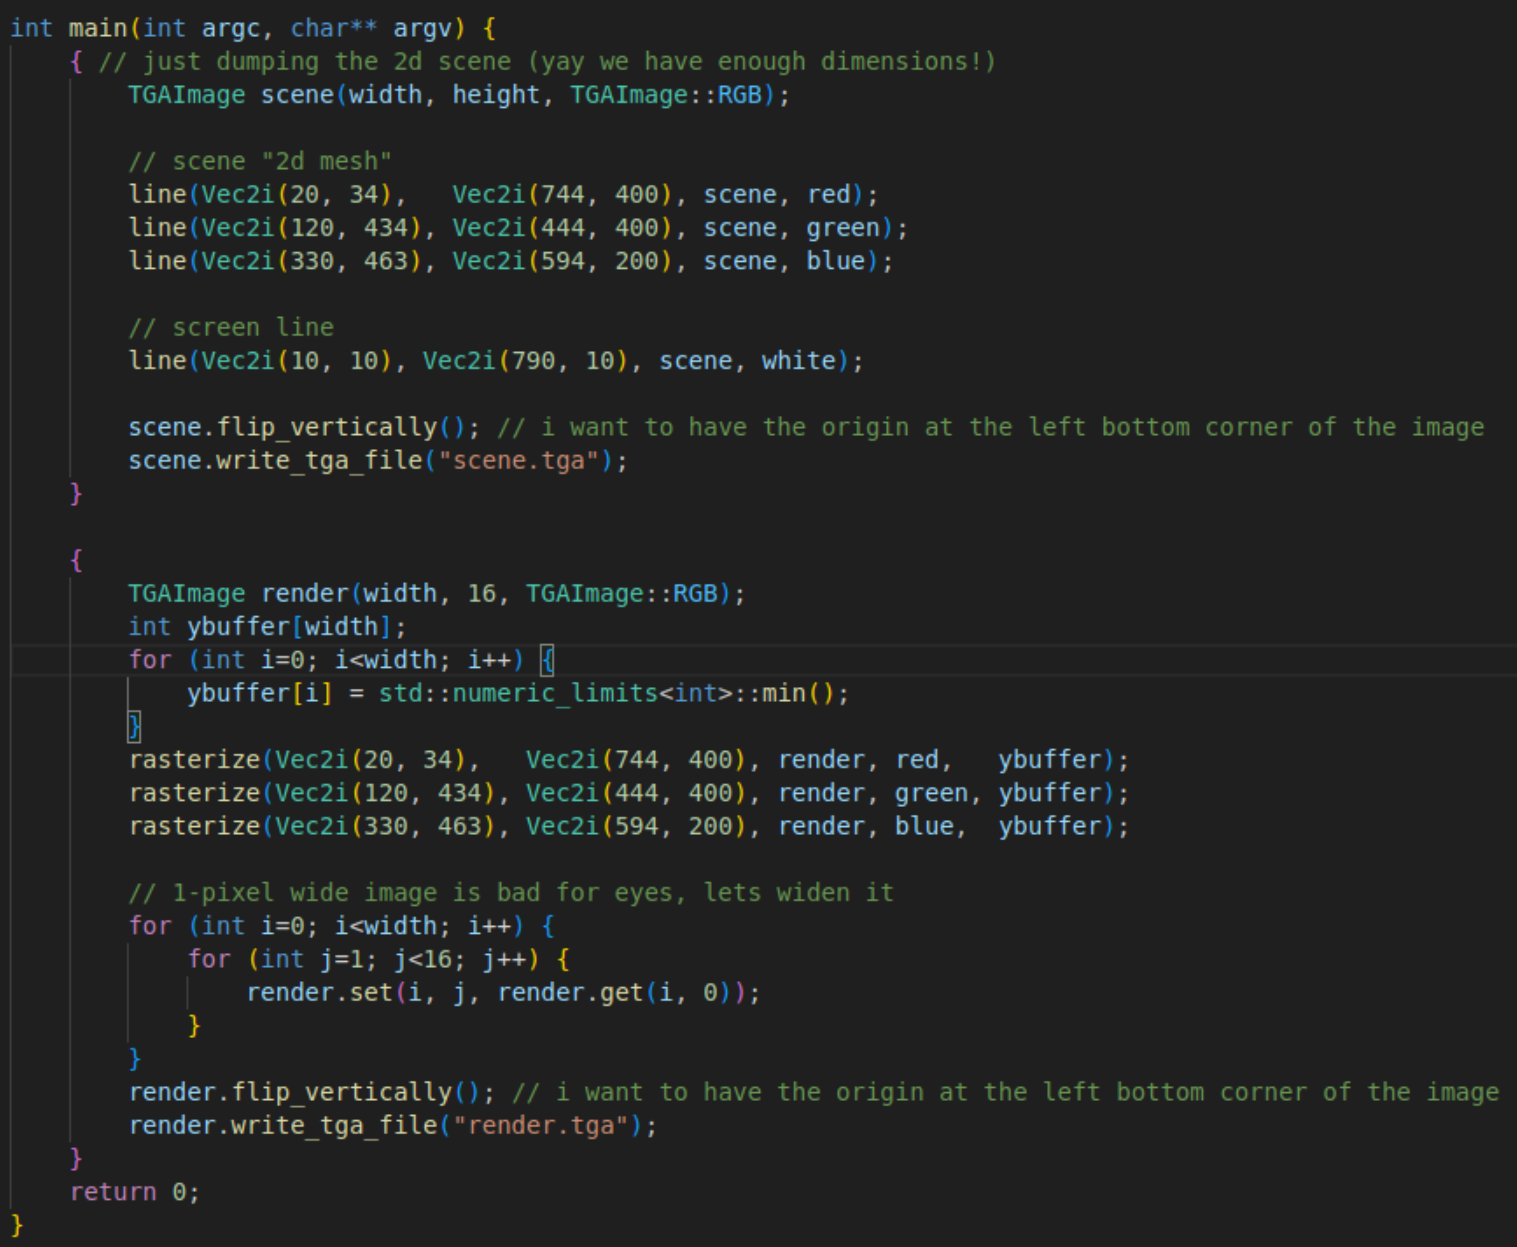 int main(int argc, char** argv) {
    { // just dumping the 2d scene (yay we have enough dimensions!)
        TGAImage scene(width, height, TGAImage::RGB);

        // scene "2d mesh"
        line(Vec2i(20, 34),   Vec2i(744, 400), scene, red);
        line(Vec2i(120, 434), Vec2i(444, 400), scene, green);
        line(Vec2i(330, 463), Vec2i(594, 200), scene, blue);

        // screen line
        line(Vec2i(10, 10), Vec2i(790, 10), scene, white);

        scene.flip_vertically(); // i want to have the origin at the left bottom corner of the image
        scene.write_tga_file("scene.tga");
    }

    {
        TGAImage render(width, 16, TGAImage::RGB);
        int ybuffer[width];
        for (int i=0; i<width; i++) {
            ybuffer[i] = std::numeric_limits<int>::min();
        }
        rasterize(Vec2i(20, 34),   Vec2i(744, 400), render, red,   ybuffer);
        rasterize(Vec2i(120, 434), Vec2i(444, 400), render, green, ybuffer);
        rasterize(Vec2i(330, 463), Vec2i(594, 200), render, blue,  ybuffer);

        // 1-pixel wide image is bad for eyes, lets widen it
        for (int i=0; i<width; i++) {
            for (int j=1; j<16; j++) {
                render.set(i, j, render.get(i, 0));
            }
        }
        render.flip_vertically(); // i want to have the origin at the left bottom corner of the image
        render.write_tga_file("render.tga");
    }
    return 0;
}